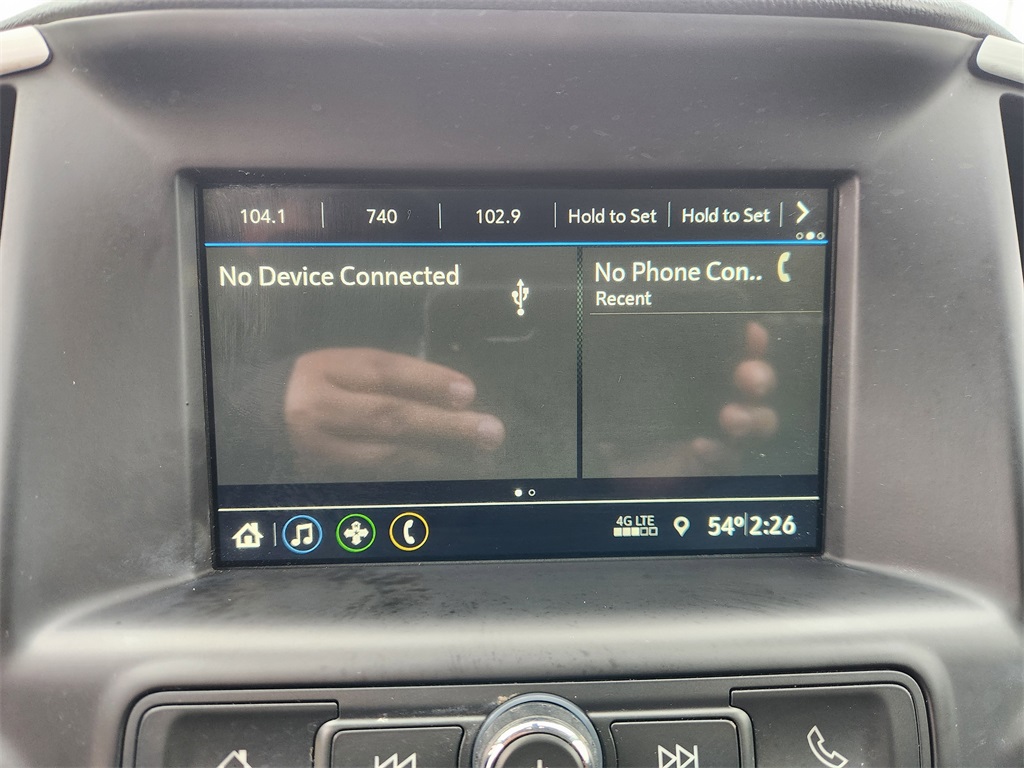 104.1 740 102.9 Hold to Set Hold to Set
No Device Connected
No Phone Con..
Recent
4G LTE
54° 2:26